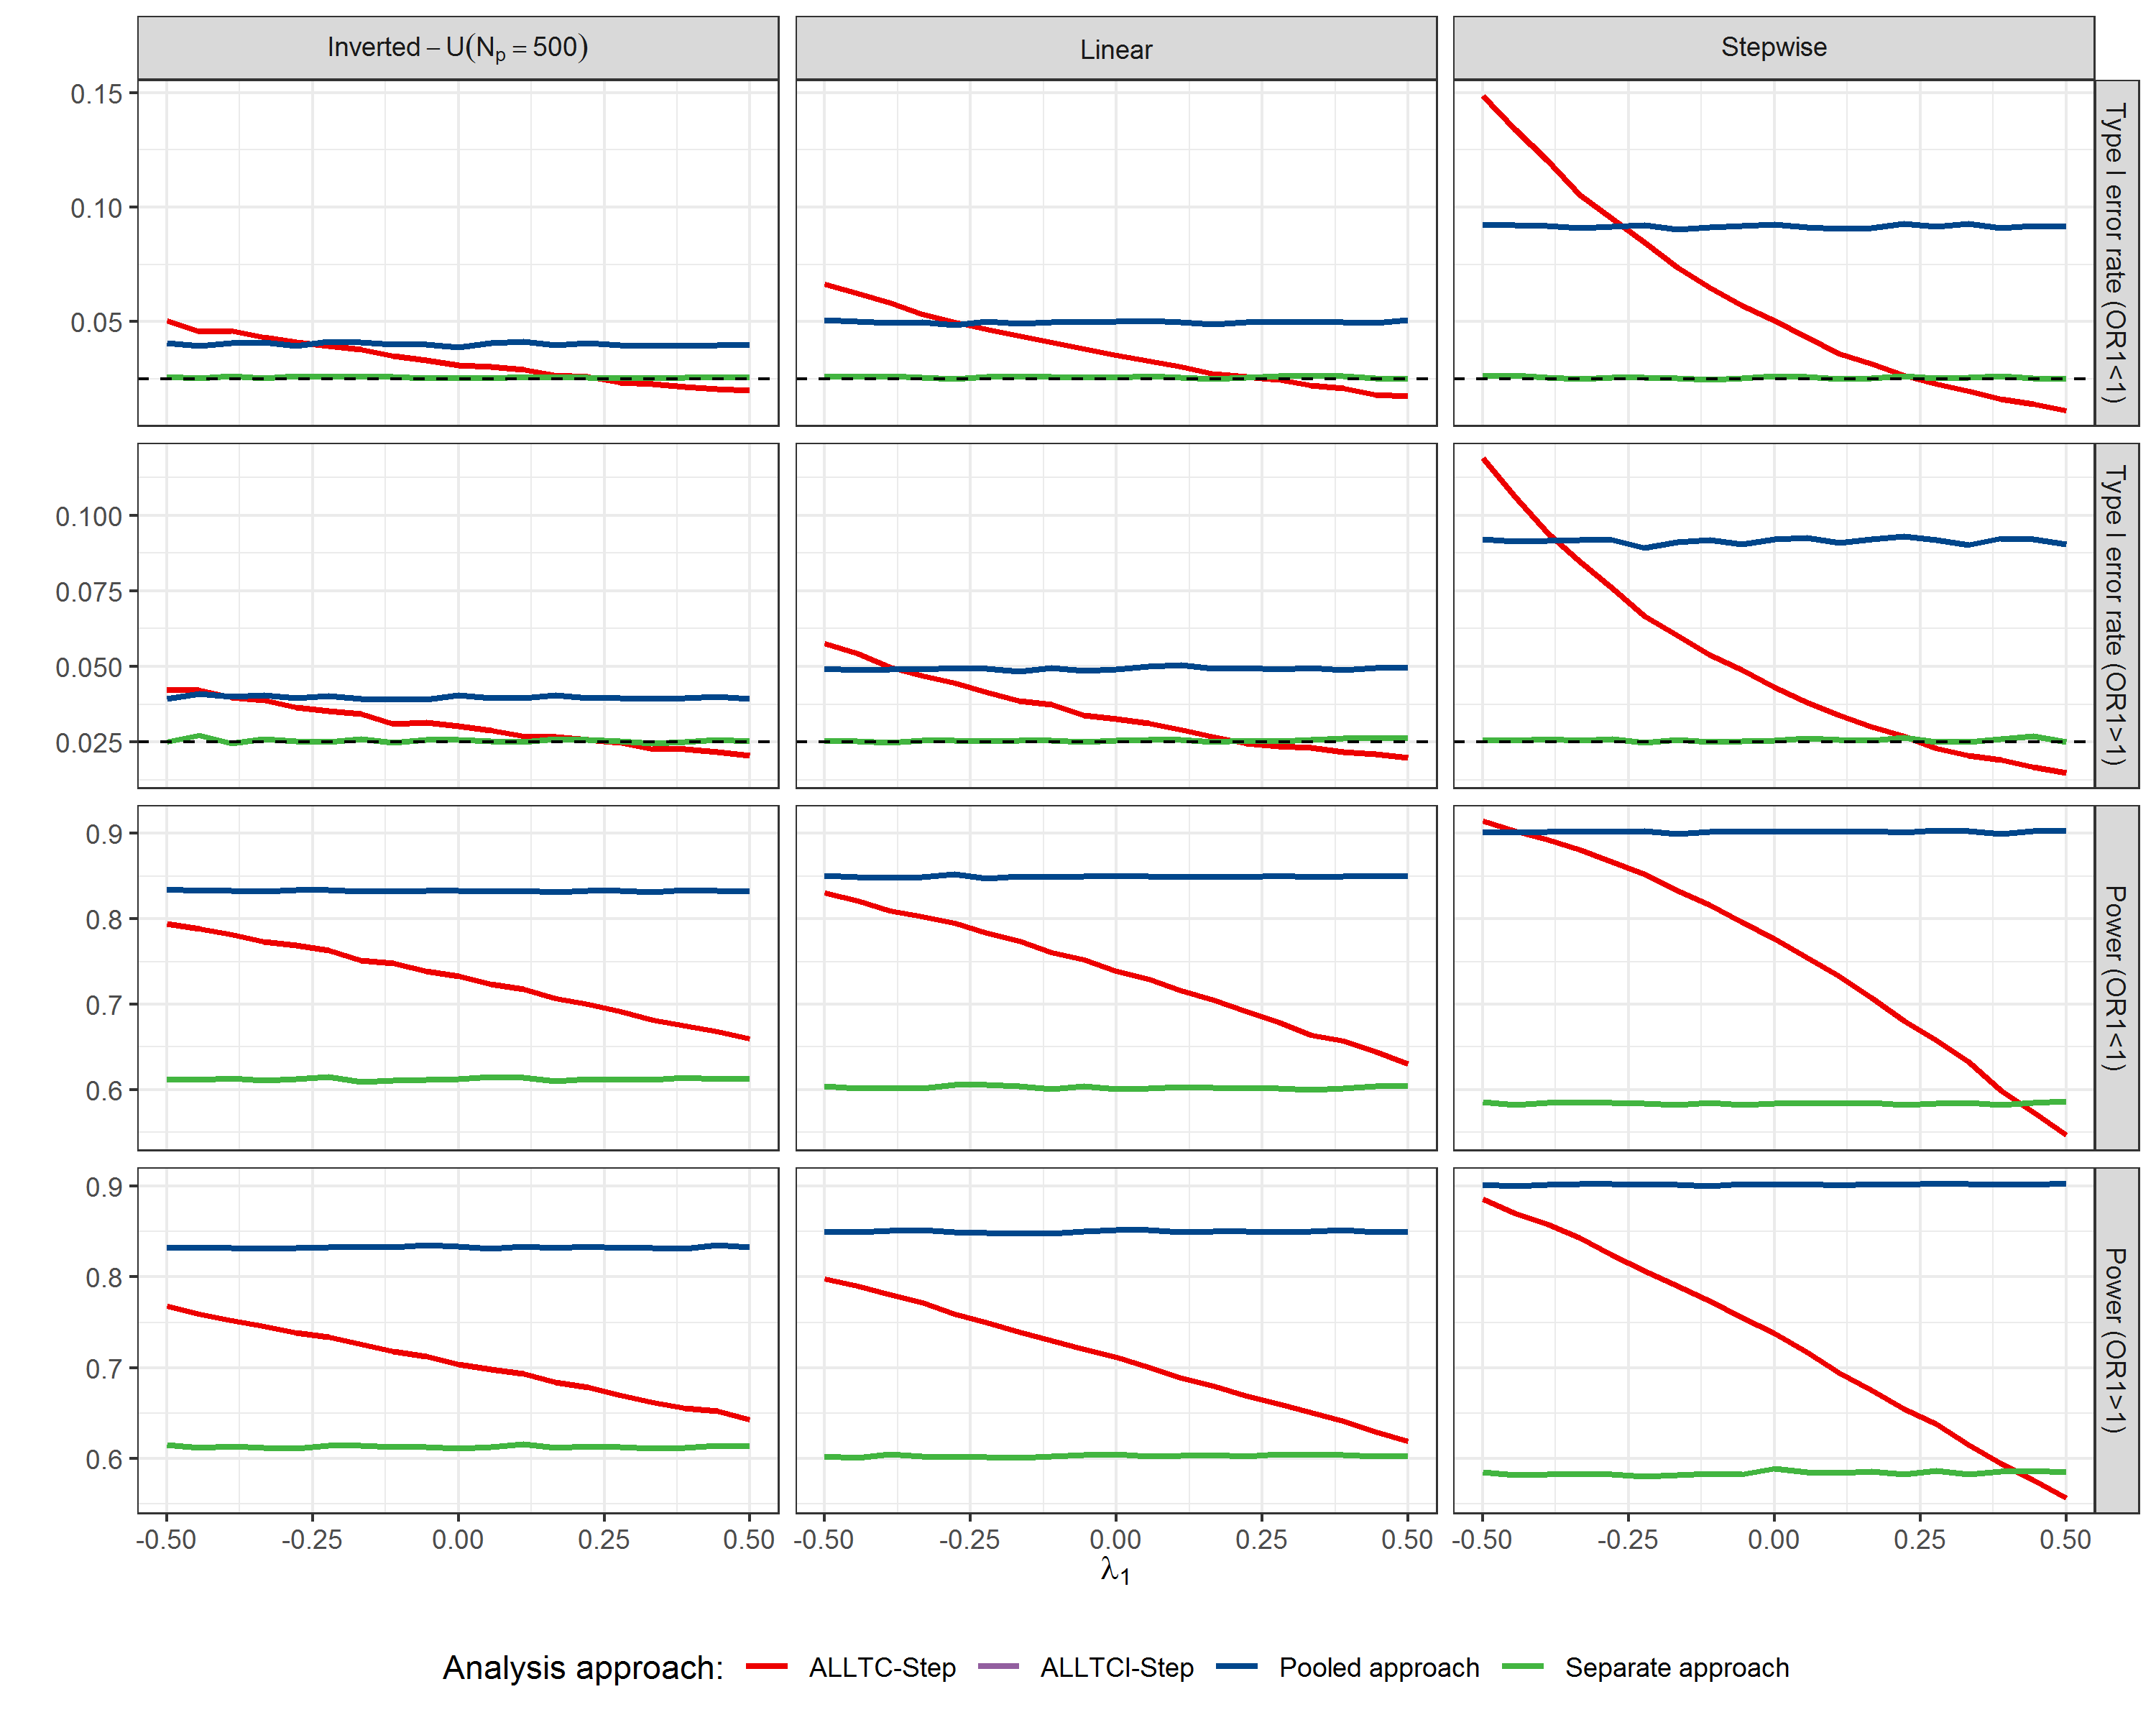 Inverted – U(Np = 500)
Linear
Stepwise
0.15
0.10
0.05
Type I error rate (OR1<1)
0.100
0.075
0.050
0.025
Type I error rate (OR1>1)
0.9
0.8
0.7
0.6
Power (OR1<1)
0.9
0.8
0.7
0.6
Power (OR1>1)
-0.50 -0.25 0.00 0.25 0.50 -0.50 -0.25 0.00 0.25 0.50 -0.50 -0.25 0.00 0.25 0.50
λ1
Analysis approach: ALLTC-Step ALLTCI-Step Pooled approach Separate approach